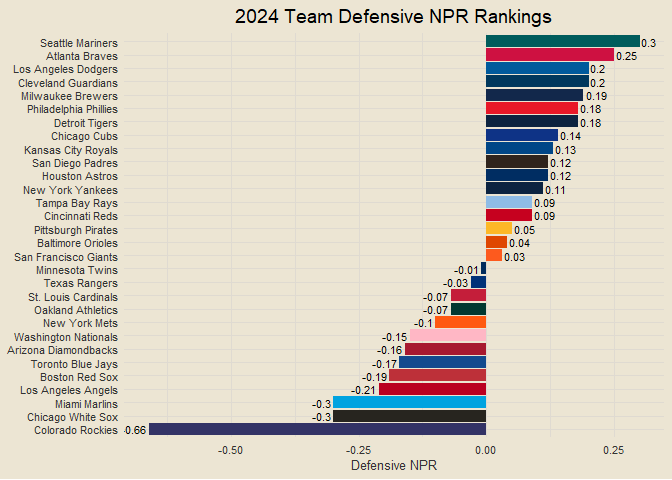 2024 Team Defensive NPR Rankings
Seattle Mariners 0.3
Atlanta Braves 0.25
Los Angeles Dodgers 0.2
Cleveland Guardians 0.2
Milwaukee Brewers 0.19
Philadelphia Phillies 0.18
Detroit Tigers 0.18
Chicago Cubs 0.14
Kansas City Royals 0.13
San Diego Padres 0.12
Houston Astros 0.12
New York Yankees 0.11
Tampa Bay Rays 0.09
Cincinnati Reds 0.09
Pittsburgh Pirates 0.05
Baltimore Orioles 0.04
San Francisco Giants 0.03
Minnesota Twins -0.01
Texas Rangers -0.03
St. Louis Cardinals -0.07
Oakland Athletics -0.07
New York Mets -0.1
Washington Nationals -0.15
Arizona Diamondbacks -0.16
Toronto Blue Jays -0.17
Boston Red Sox -0.19
Los Angeles Angels -0.21
Miami Marlins -0.3
Chicago White Sox -0.3
Colorado Rockies -0.66
-0.50 -0.25 0.00 0.25
Defensive NPR